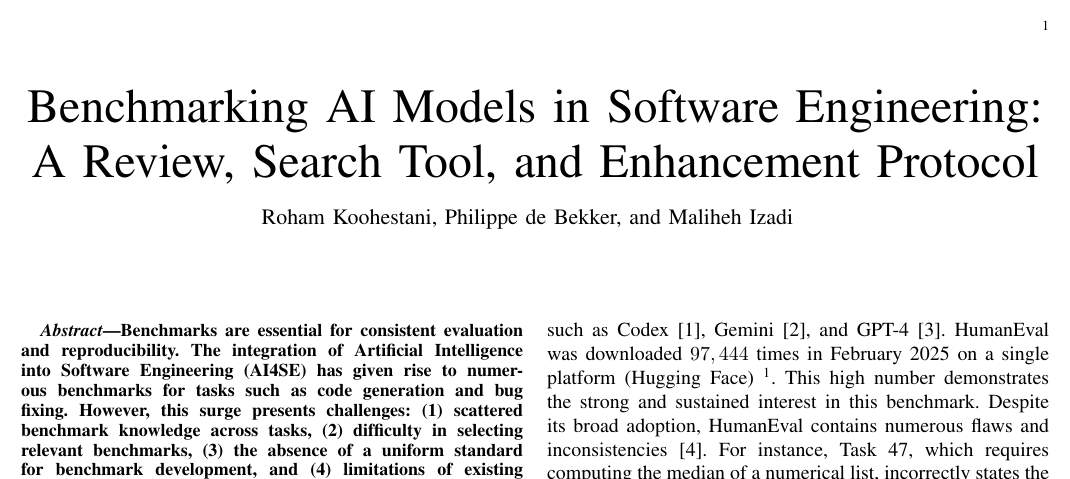 1
Benchmarking AI Models in Software Engineering:
A Review, Search Tool, and Enhancement Protocol
Roham Koohestani, Philippe de Bekker, and Maliheh Izadi
Abstract—Benchmarks are essential for consistent evaluation
and reproducibility. The integration of Artificial Intelligence
into Software Engineering (AI4SE) has given rise to numer-
ous benchmarks for tasks such as code generation and bug
fixing. However, this surge presents challenges: (1) scattered
benchmark knowledge across tasks, (2) difficulty in selecting
relevant benchmarks, (3) the absence of a uniform standard
for benchmark development, and (4) limitations of existing
such as Codex [1], Gemini [2], and GPT-4 [3]. HumanEval
was downloaded 97,444 times in February 2025 on a single
platform (Hugging Face) 1. This high number demonstrates
the strong and sustained interest in this benchmark. Despite
its broad adoption, HumanEval contains numerous flaws and
inconsistencies [4]. For instance, Task 47, which requires
computing the median of a numerical list, incorrectly states the